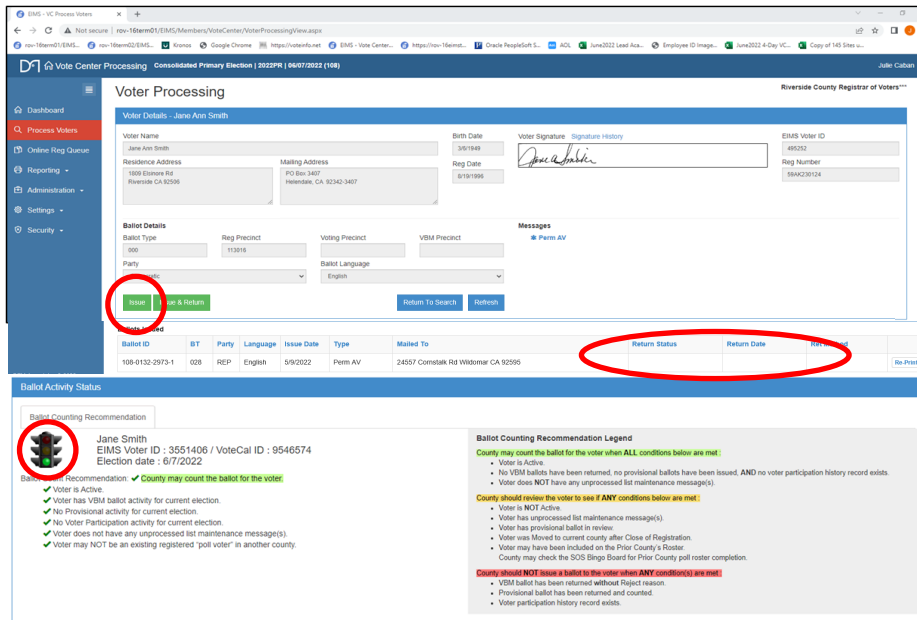 EIMS - VC Process Voters
Not secure | rov-16term01/EIMS/Members/VoteCenter/VoterProcessingView.aspx
rov-16term01/EIMS... rov-16term02/EIMS... Kronos Google Chrome https://voteinfo.net EIMS - Vote Center... https://rov-16eimst... Oracle PeopleSoft S... AOL June2022 Lead Aca... Employee ID Image... June2022 4-Day VC... Copy of 145 Sites u...
Vote Center Processing Consolidated Primary Election | 2022PR | 06/07/2022 (108) Julie Caban
Voter Processing
Riverside County Registrar of Voters***
Dashboard
Process Voters
Online Reg Queue
Reporting
Administration
Settings
Security
Voter Details - Jane Ann Smith
Voter Name Birth Date Voter Signature Signature History EIMS Voter ID
Jane Ann Smith 3/6/1949 495252
Residence Address Mailing Address Reg Date Reg Number
1809 Elsinore Rd PO Box 3407 8/19/1996 59AK230124
Riverside CA 92506 Helendale, CA 92342-3407
Jane a Smith
Ballot Details Messages
Ballot Type Reg Precinct Voting Precinct VBM Precinct Perm AV
000 113016
Party Ballot Language
English
Issue Issue & Return Return To Search Refresh
Ballots Issued
Ballot ID BT Party Language Issue Date Type Mailed To Return Status Return Date
108-0132-2973-1 028 REP English 5/9/2022 Perm AV 24557 Cornstalk Rd Wildomar CA 92595 Re-Print
Ballot Activity Status
Ballot Counting Recommendation
Jane Smith
EIMS Voter ID : 3551406 / VoteCal ID : 9546574
Election date : 6/7/2022
Recommendation: ✔ County may count the ballot for the voter.
✔ Voter is Active.
✔ Voter has VBM ballot activity for current election.
✔ No Provisional activity for current election.
✔ No Voter Participation activity for current election.
✔ Voter does not have any unprocessed list maintenance message(s).
✔ Voter may NOT be an existing registered "poll voter" in another county.
Ballot Counting Recommendation Legend
County may count the ballot for the voter when ALL conditions below are met :
• Voter is Active.
• No VBM ballots have been returned, no provisional ballots have been issued, AND no voter participation history record exists.
• Voter does NOT have any unprocessed list maintenance message(s).
County should review the voter to see if ANY conditions below are met :
• Voter is NOT Active.
• Voter has unprocessed list maintenance message(s).
• Voter has provisional ballot in review.
• Voter was Moved to current county after Close of Registration.
• Voter may have been included on the Prior County's Roster.
County may check the SOS Bingo Board for Prior County poll roster completion.
County should NOT issue a ballot to the voter when ANY condition(s) are met :
• VBM ballot has been returned without Reject reason.
• Provisional ballot has been returned and counted.
• Voter participation history record exists.